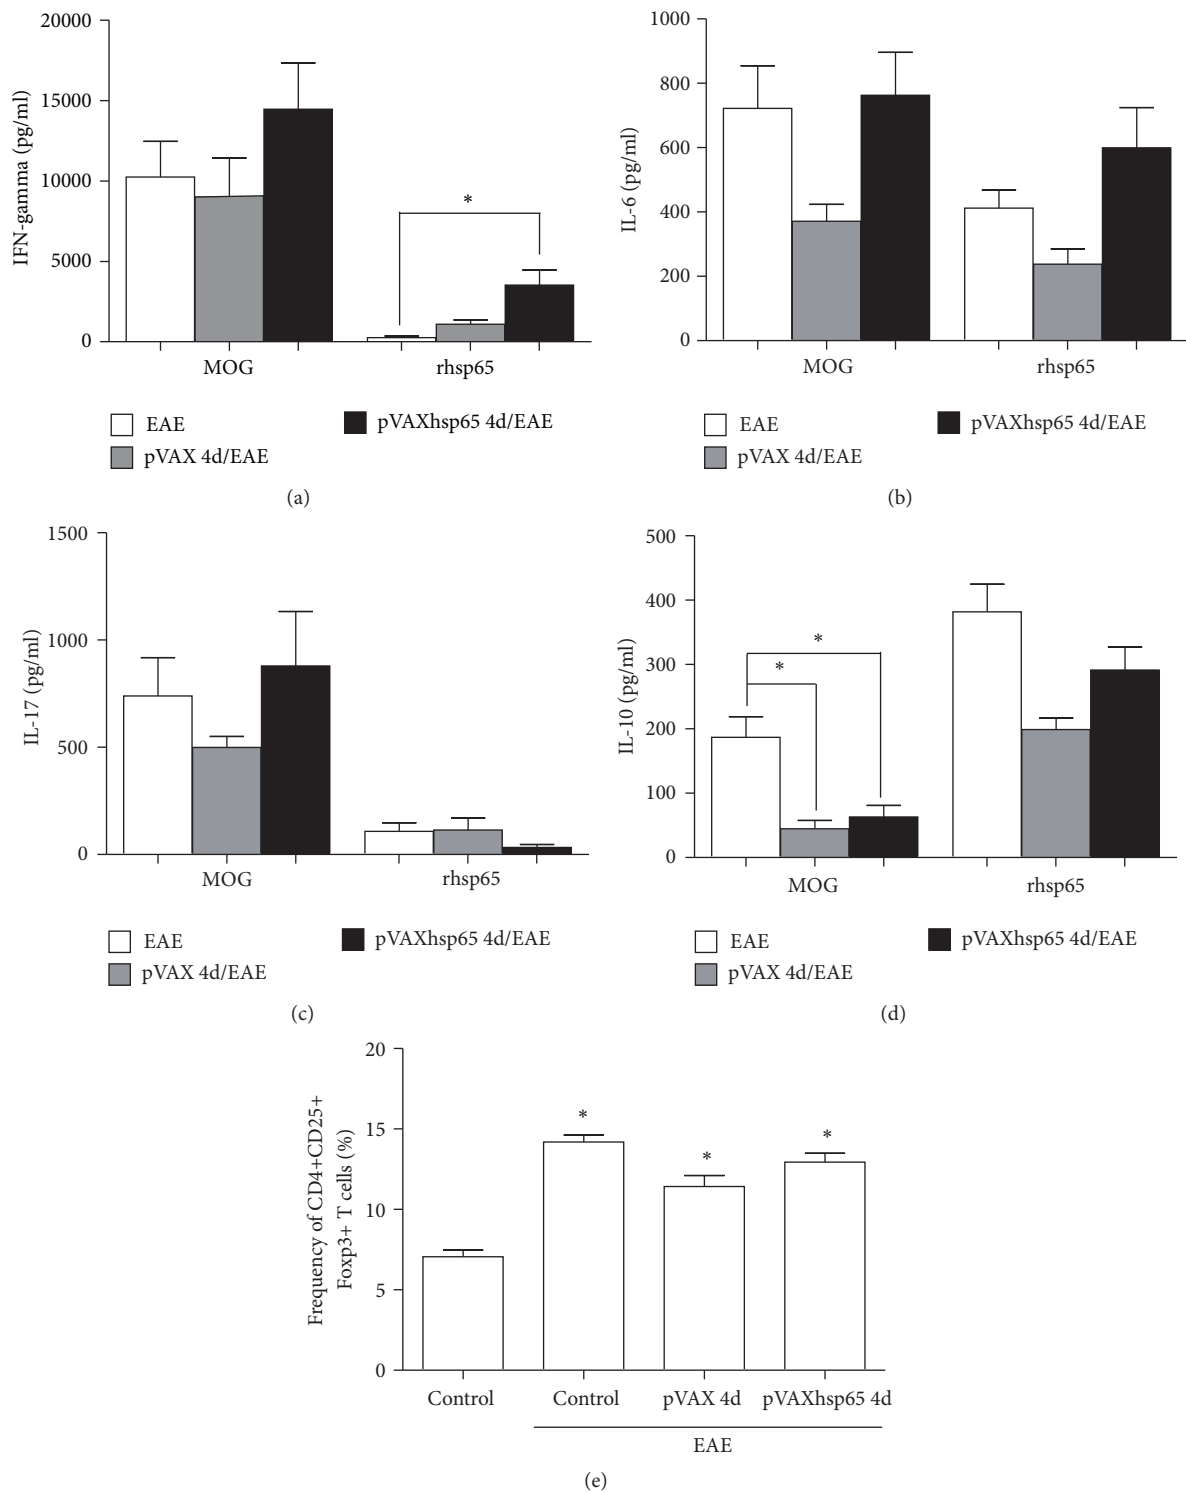 20000
15000
10000
5000
0
IFN-gamma (pg/ml)
*
MOG
rhsp65
EAE
pVAX 4d/EAE
pVAXhsp65 4d/EAE
(a)
1000
800
600
400
200
0
IL-6 (pg/ml)
MOG
rhsp65
EAE
pVAX 4d/EAE
pVAXhsp65 4d/EAE
(b)
1500
1000
500
0
IL-17 (pg/ml)
MOG
rhsp65
EAE
pVAX 4d/EAE
pVAXhsp65 4d/EAE
(c)
500
400
300
200
100
0
IL-10 (pg/ml)
*
*
MOG
rhsp65
EAE
pVAX 4d/EAE
pVAXhsp65 4d/EAE
(d)
20
15
10
5
0
Frequency of CD4+CD25+
Foxp3+ T cells (%)
*
*
*
Control
Control
pVAX 4d
pVAXhsp65 4d
EAE
(e)